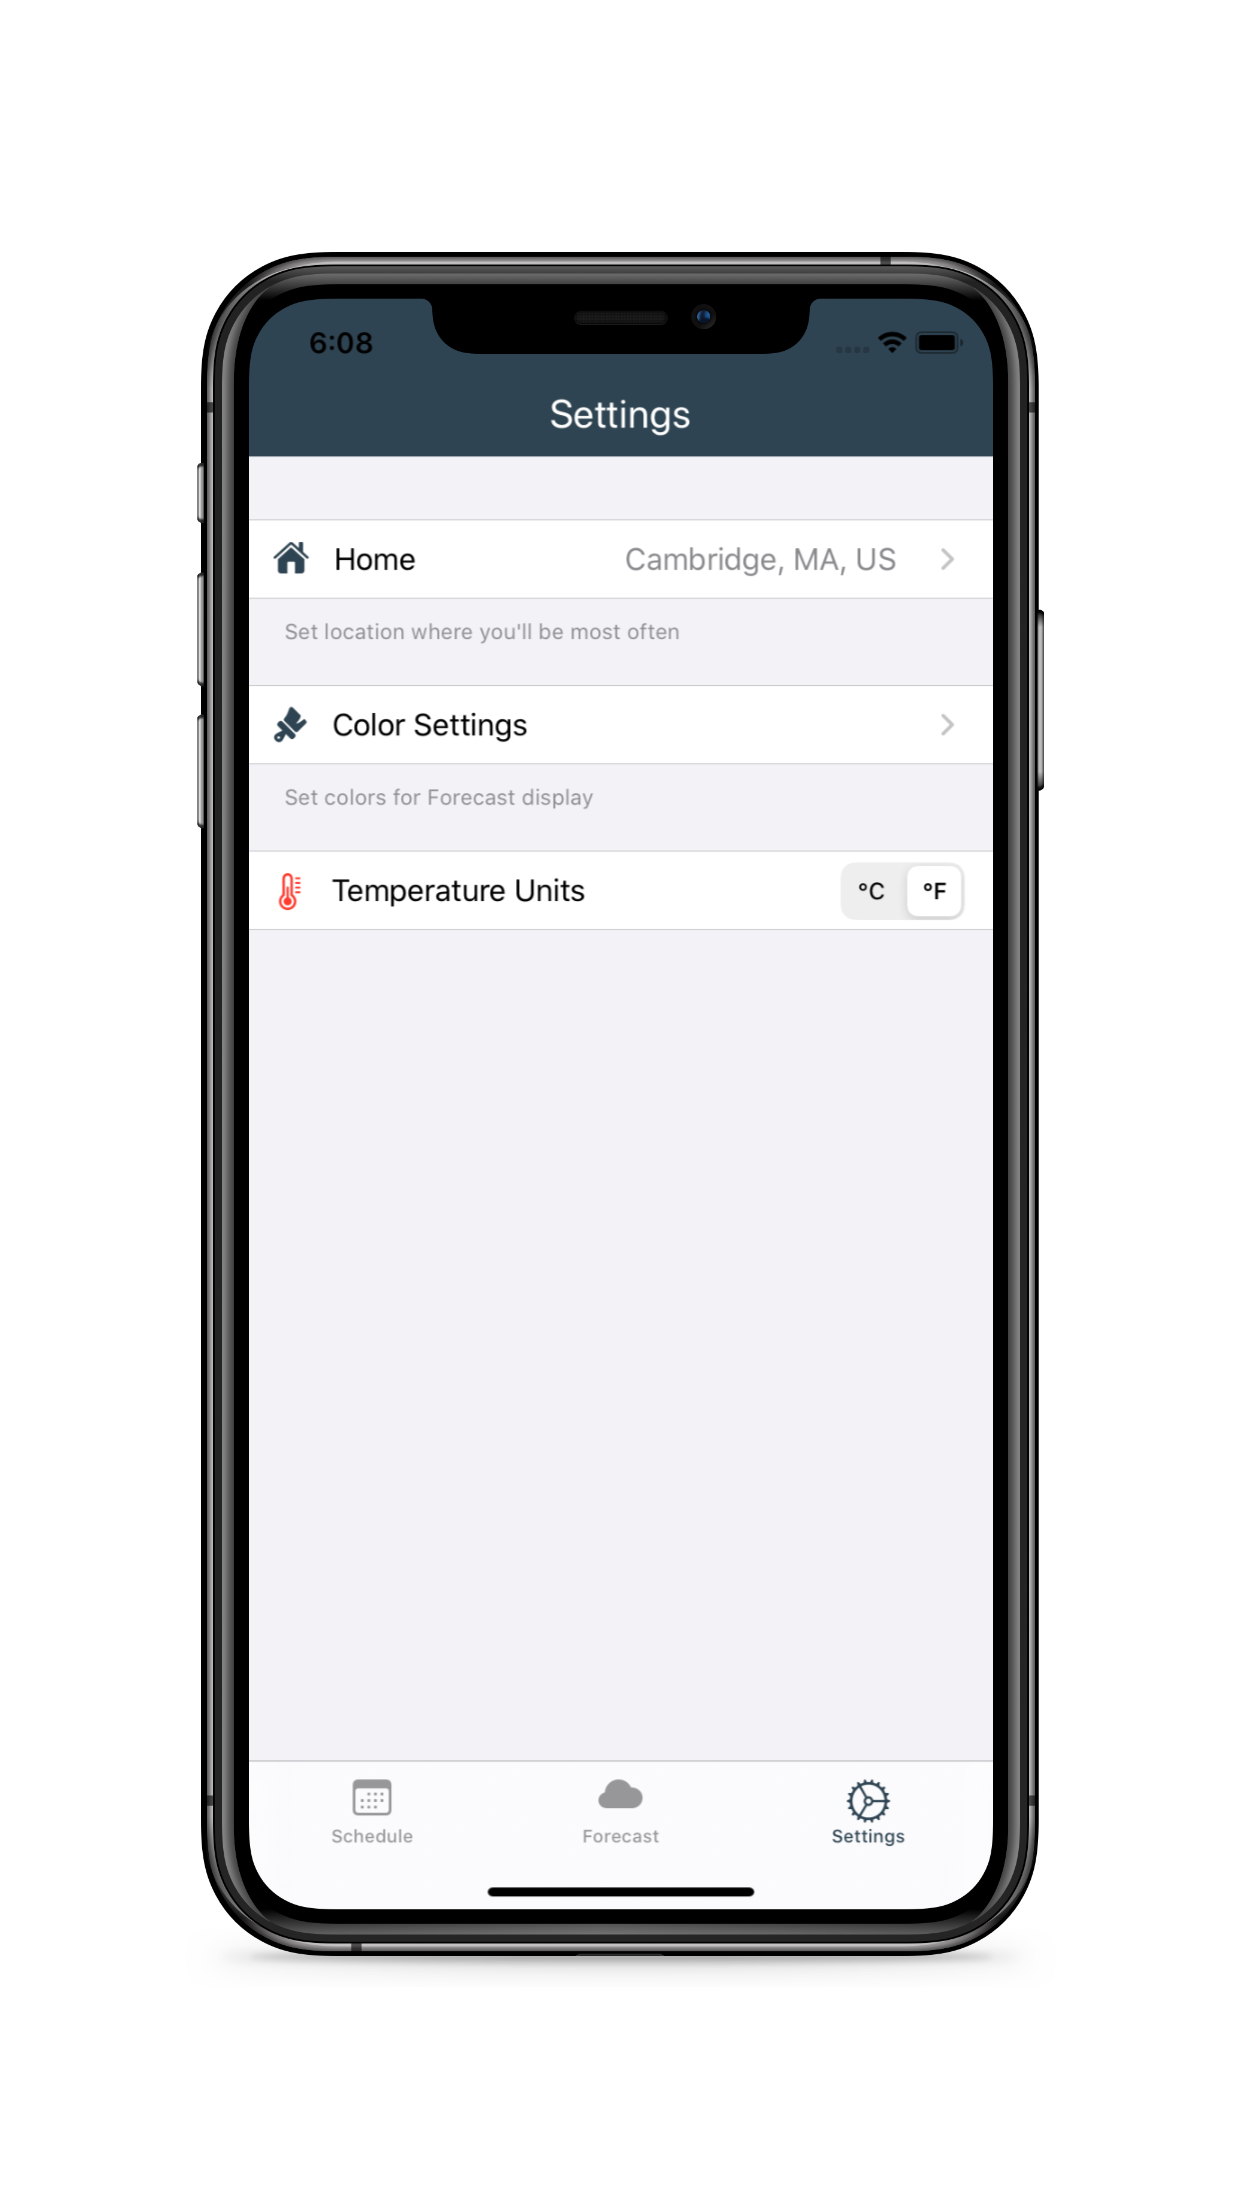 6:08
Settings
Home Cambridge, MA, US
Set location where you'll be most often
Color Settings
Set colors for Forecast display
Temperature Units °C °F
Schedule Forecast Settings